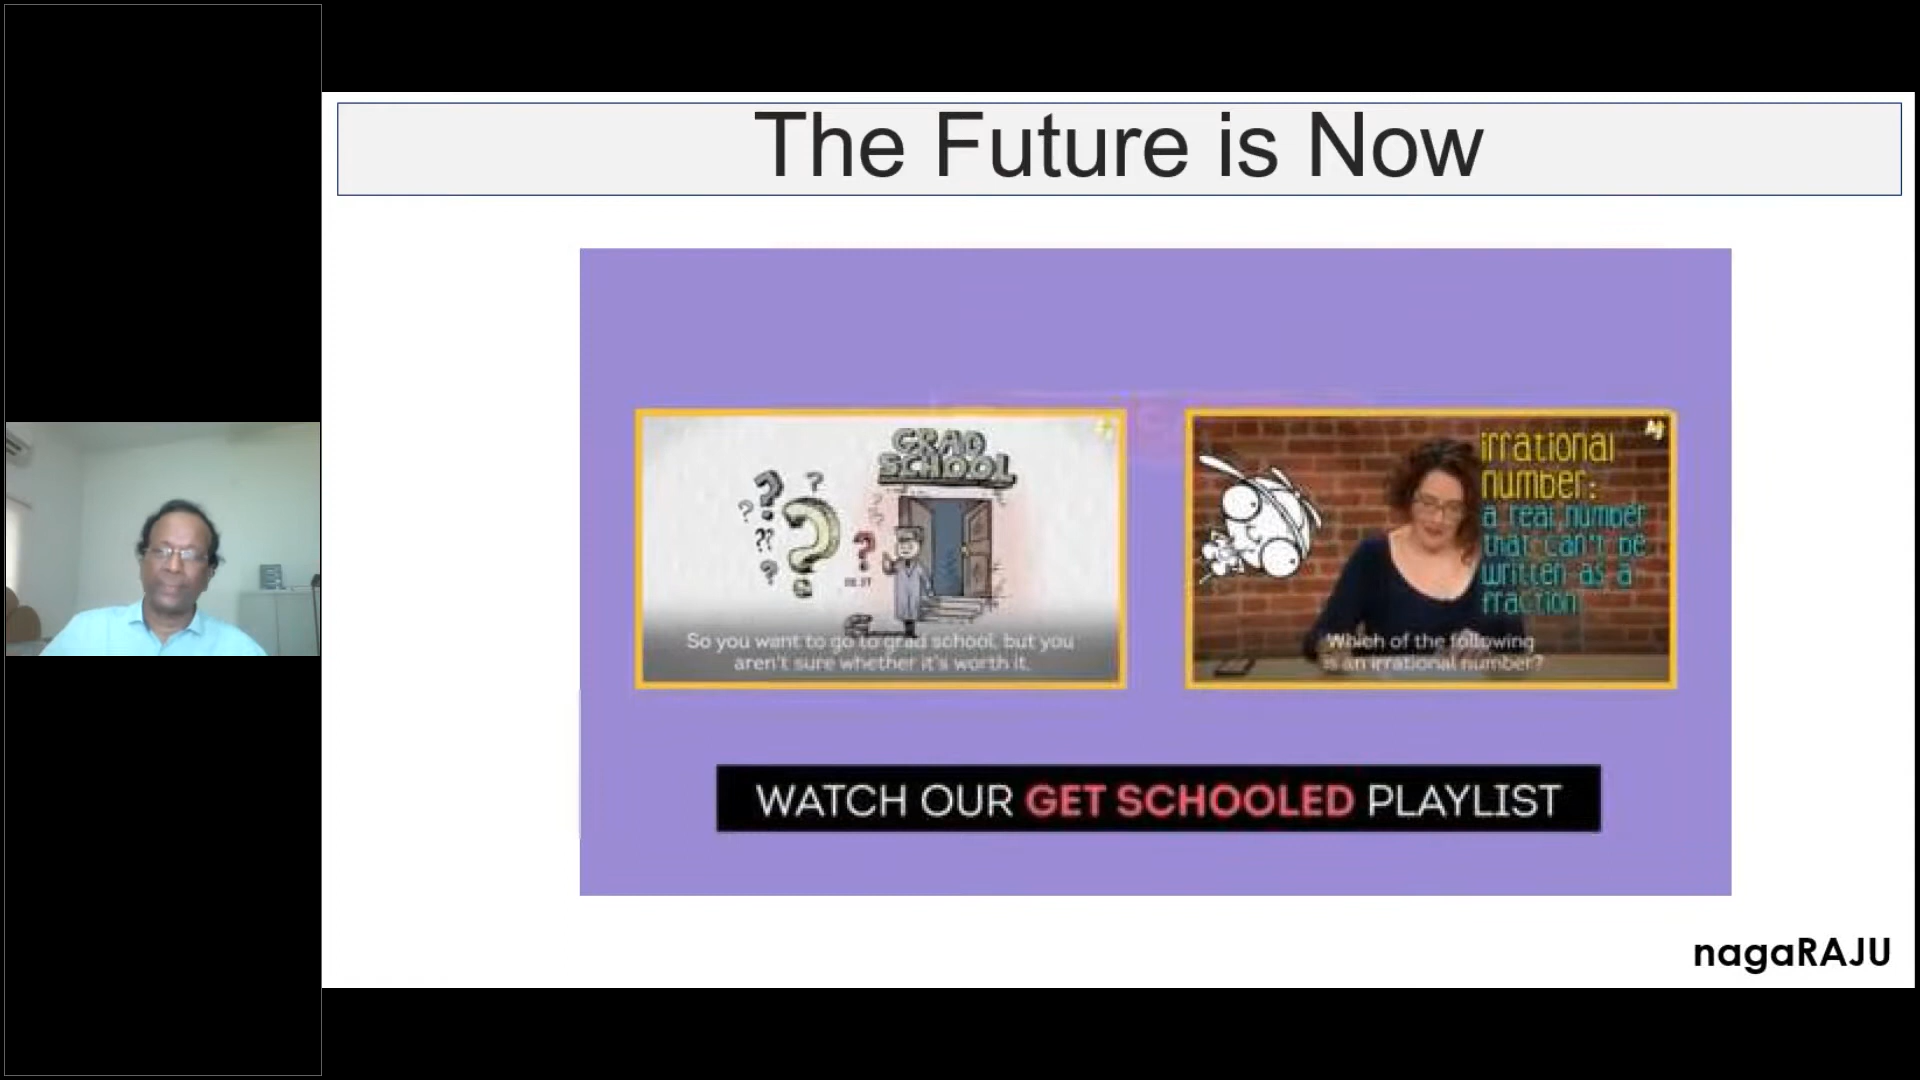 The Future is Now
GRAD
SCHOOL
So you want to go to grad school, but you
aren't sure whether it's worth it.
irrational
number:
a real number
that can't be
written as a
fraction
Which of the following
is an irrational number?
WATCH OUR GET SCHOOLED PLAYLIST
nagaRAJU